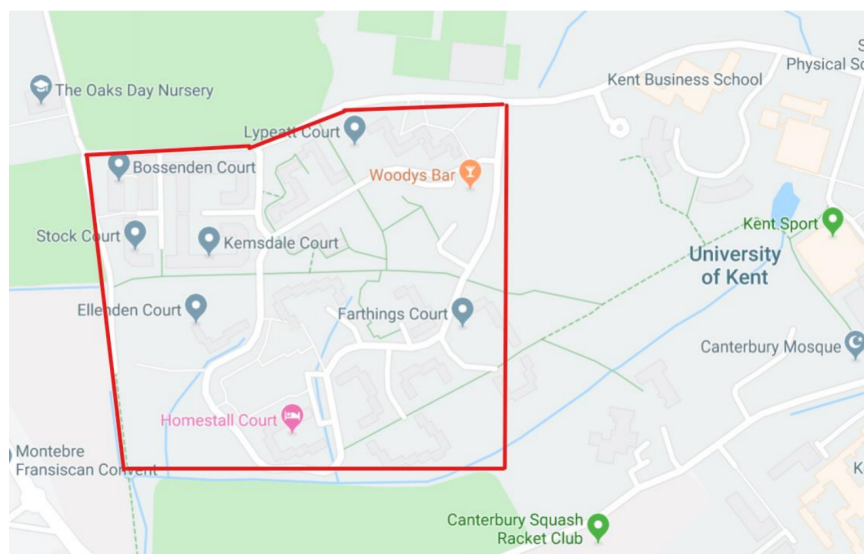 S
Physical Sc
Kent Business School
The Oaks Day Nursery
Lypeatt Court
Bossenden Court
Woodys Bar
Stock Court
Kemsdale Court
Kent Sport
University
of Kent
Ellenden Court
Farthings Court
Canterbury Mosque
Homestall Court
Montebre
Fransiscan Convent
K
Canterbury Squash
Racket Club